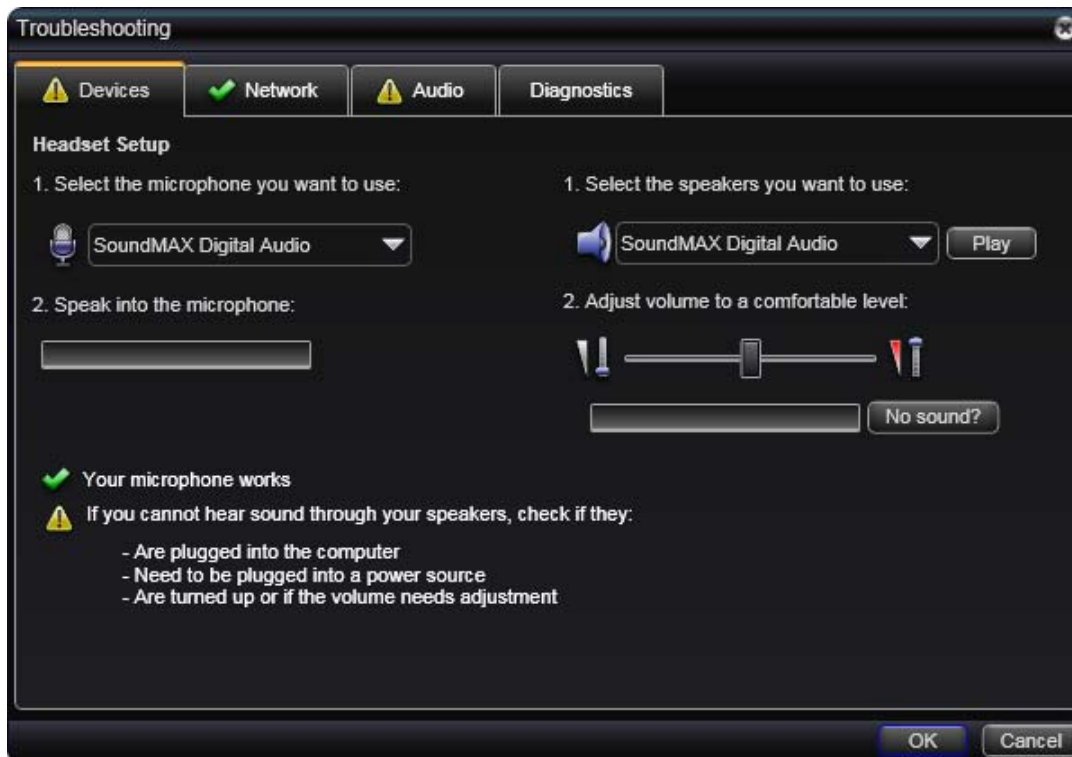 Troubleshooting
Devices
Network
Audio
Diagnostics
Headset Setup
1. Select the microphone you want to use:
SoundMAX Digital Audio
2. Speak into the microphone:
1. Select the speakers you want to use:
SoundMAX Digital Audio
Play
2. Adjust volume to a comfortable level:
No sound?
Your microphone works
If you cannot hear sound through your speakers, check if they:
- Are plugged into the computer
- Need to be plugged into a power source
- Are turned up or if the volume needs adjustment
OK
Cancel